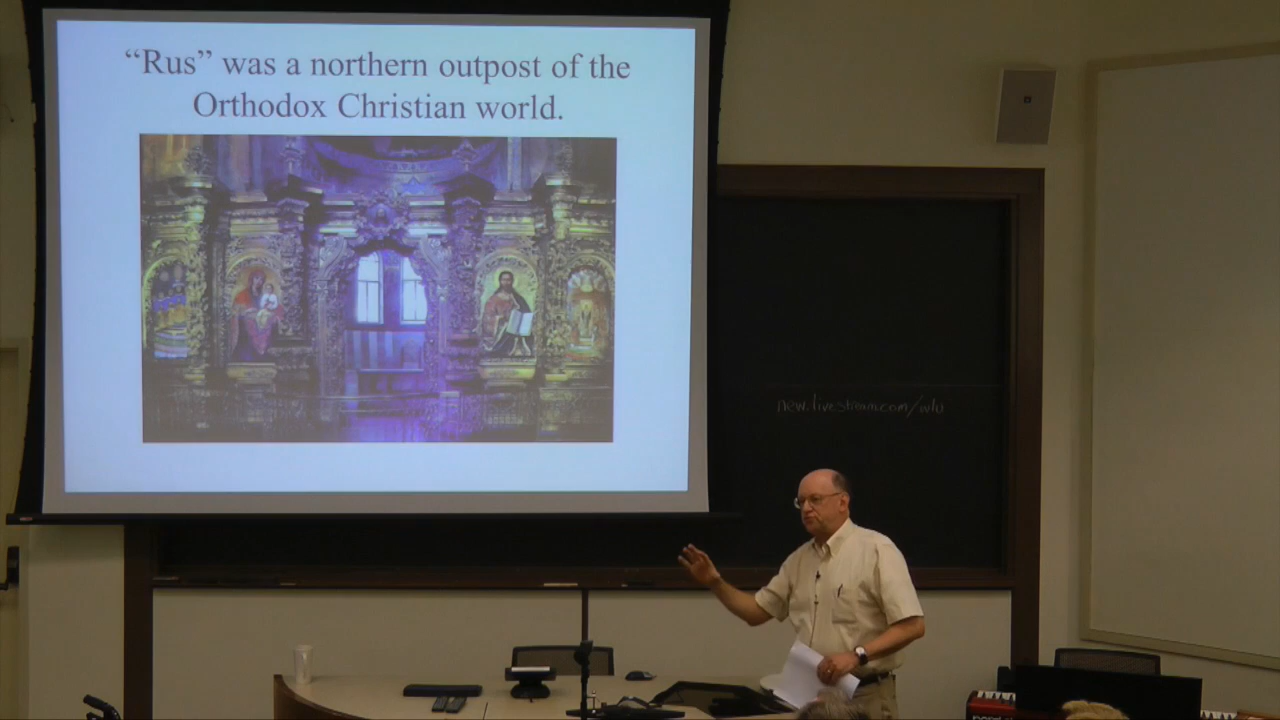 “Rus” was a northern outpost of the
Orthodox Christian world.
new.livestream.com/wlu